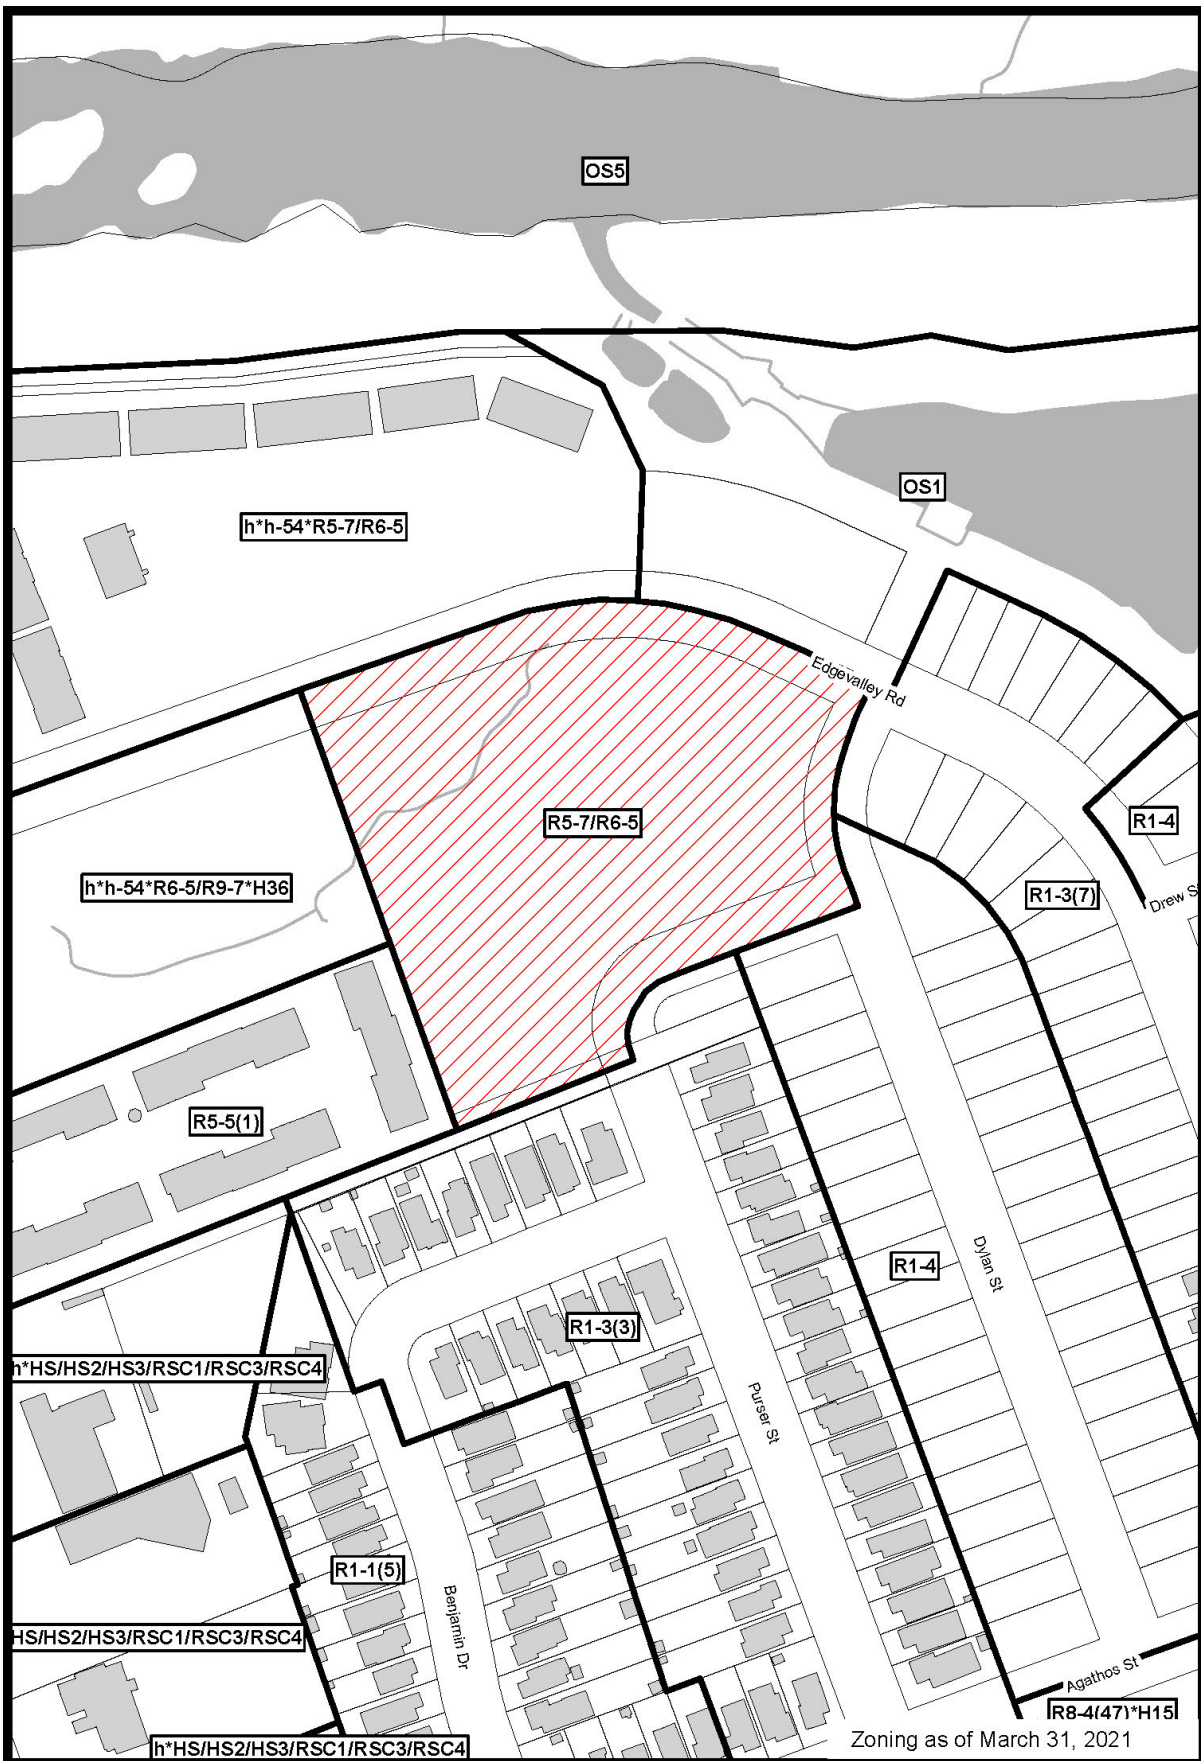 OS5
OS1
h*h-54*R5-7/R6-5
Edgevalley Rd
R5-7/R6-5
R1-4
h*h-54*R6-5/R9-7*H36
R1-3(7)
Drew S
R5-5(1)
Dylan St
R1-4
R1-3(3)
h*HS/HS2/HS3/RSC1/RSC3/RSC4
Purser St
R1-1(5)
Benjamin Dr
HS/HS2/HS3/RSC1/RSC3/RSC4
Agathos St
R8-4(47)*H15
h*HS/HS2/HS3/RSC1/RSC3/RSC4
Zoning as of March 31, 2021